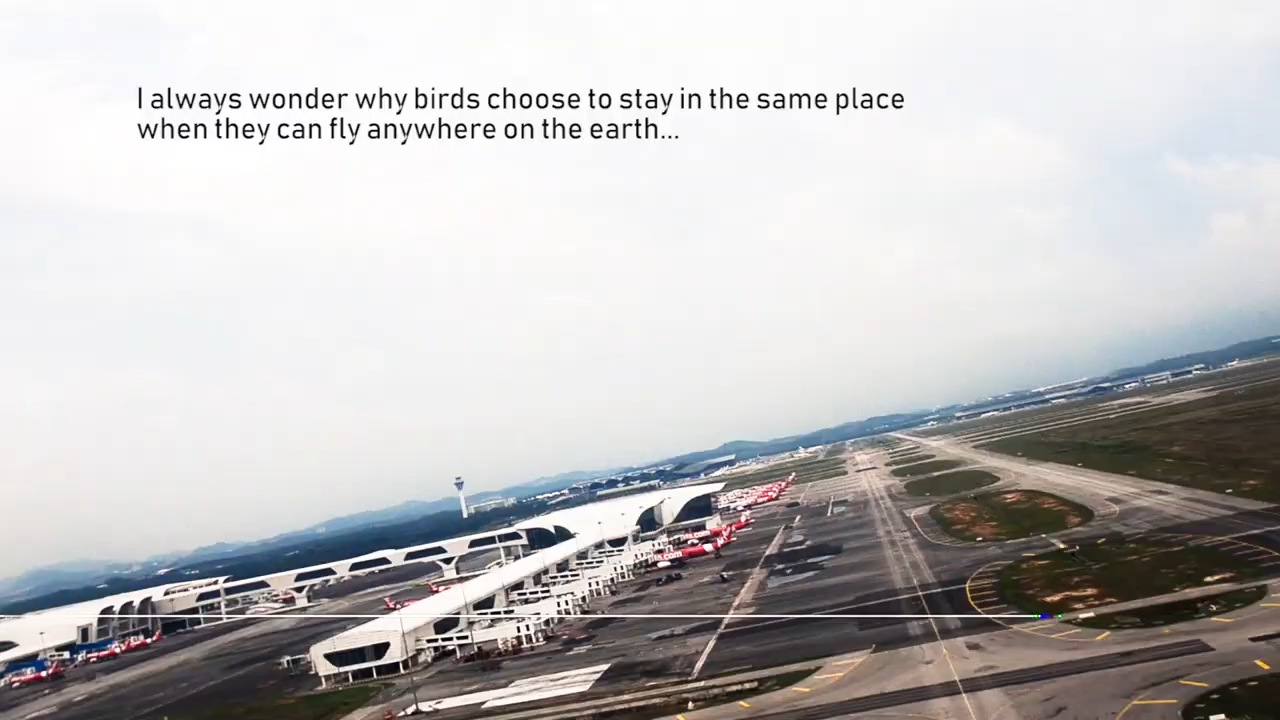 I always wonder why birds choose to stay in the same place
when they can fly anywhere on the earth...